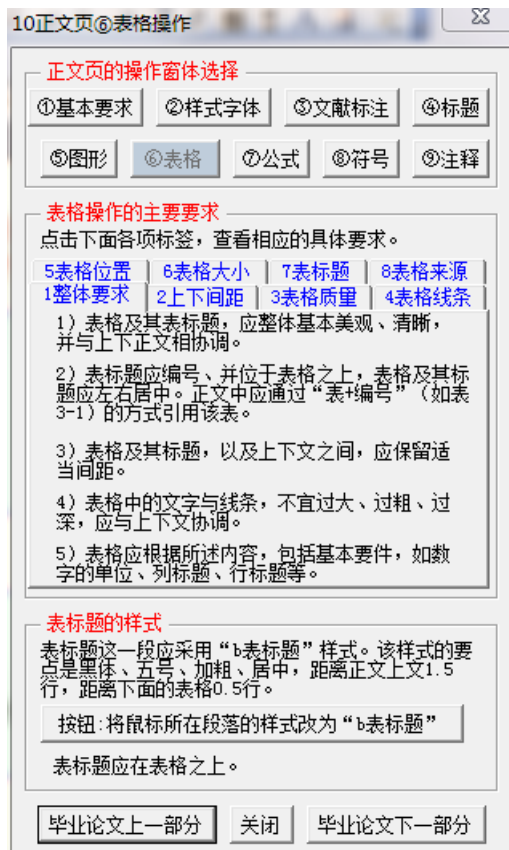 10正文页⑥表格操作
正文页的操作窗体选择
①基本要求 ②样式字体 ③文献标注 ④标题
⑤图形 ⑥表格 ⑦公式 ⑧符号 ⑨注释
表格操作的主要要求
点击下面各项标签，查看相应的具体要求。
5表格位置 6表格大小 7表标题 8表格来源
1整体要求 2上下间距 3表格质量 4表格线条
1）表格及其表标题，应整体基本美观、清晰，
并与上下正文相协调。
2）表标题应编号、并位于表格之上，表格及其标
题应左右居中。正文中应通过“表+编号”（如表
3-1）的方式引用该表。
3）表格及其标题，以及上下文之间，应保留适
当间距。
4）表格中的文字与线条，不宜过大、过粗、过
深，应与上下文协调。
5）表格应根据所述内容，包括基本要件，如数
字的单位、列标题、行标题等。
表标题的样式
表标题这一段应采用“b表标题”样式。该样式的要
点是黑体、五号、加粗、居中，距离正文上文1.5
行，距离下面的表格0.5行。
按钮:将鼠标所在段落的样式改为“b表标题”
表标题应在表格之上。
毕业论文上一部分 关闭 毕业论文下一部分